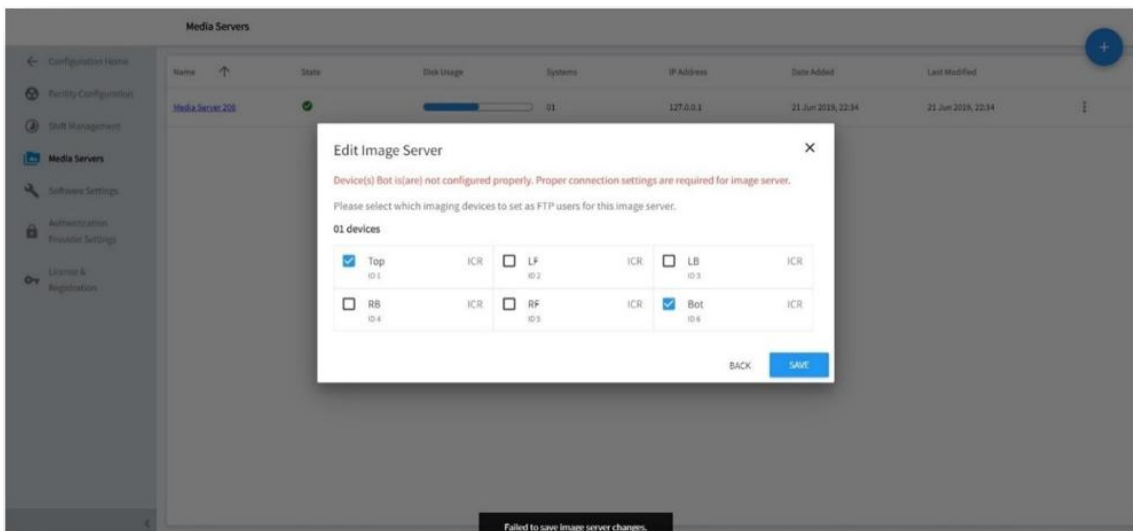 Media Servers
Configuration Home
Facility Configuration
Shift Management
Media Servers
Software Settings
Authentication
Provider Settings
License &
Registration
Name
State
Disk Usage
Systems
IP Address
Date Added
Last Modified
Media Server 208
01
127.0.0.1
21 Jun 2019, 22:34
21 Jun 2019, 22:34
Edit Image Server
Device(s) Bot is(are) not configured properly. Proper connection settings are required for image server.
Please select which imaging devices to set as FTP users for this image server.
01 devices
Top ICR
ID 1
LF ICR
ID 2
LB ICR
ID 3
RB ICR
ID 4
RF ICR
ID 5
Bot ICR
ID 6
BACK
SAVE
Failed to save image server changes.